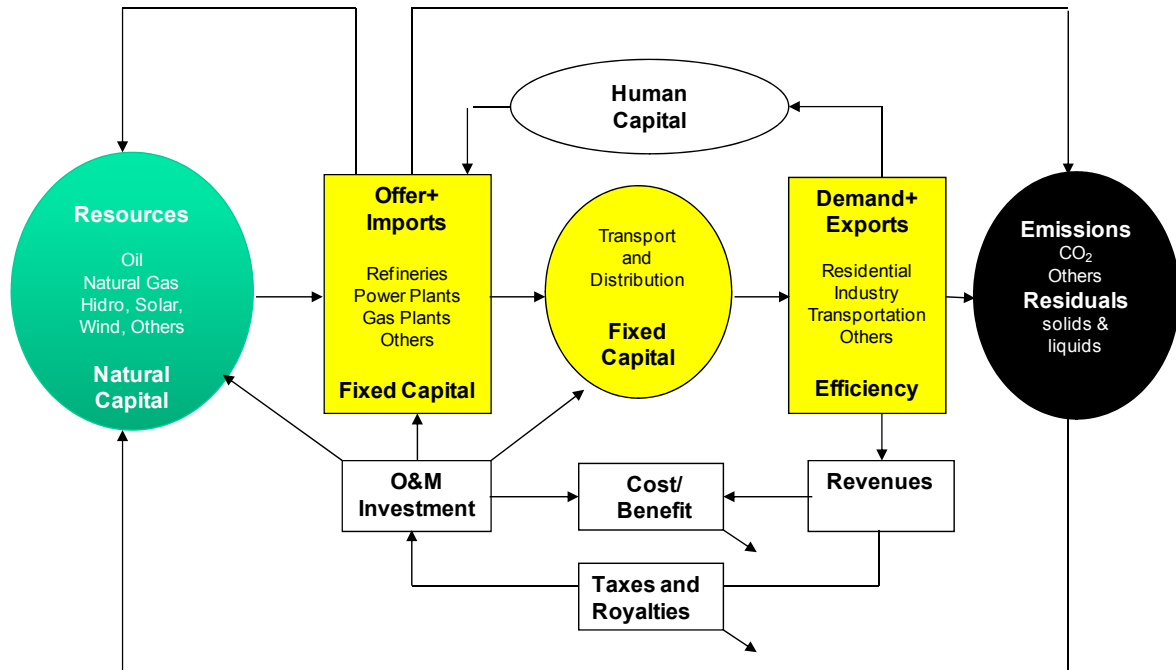 Human
Capital
Resources
Oil
Natural Gas
Hidro, Solar,
Wind, Others
Natural
Capital
Offer+
Imports
Refineries
Power Plants
Gas Plants
Others
Fixed Capital
Transport
and
Distribution
Fixed
Capital
Demand+
Exports
Residential
Industry
Transportation
Others
Efficiency
Emissions
CO₂
Others
Residuals
solids &
liquids
O&M
Investment
Cost/
Benefit
Revenues
Taxes and
Royalties